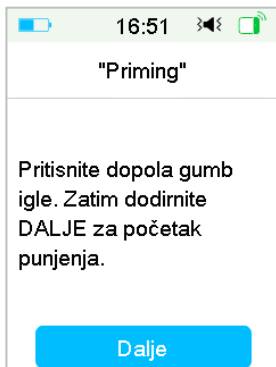 16:51
"Priming"
Pritisnite dopola gumb
igle. Zatim dodirnite
DALJE za početak
punjenja.
Dalje